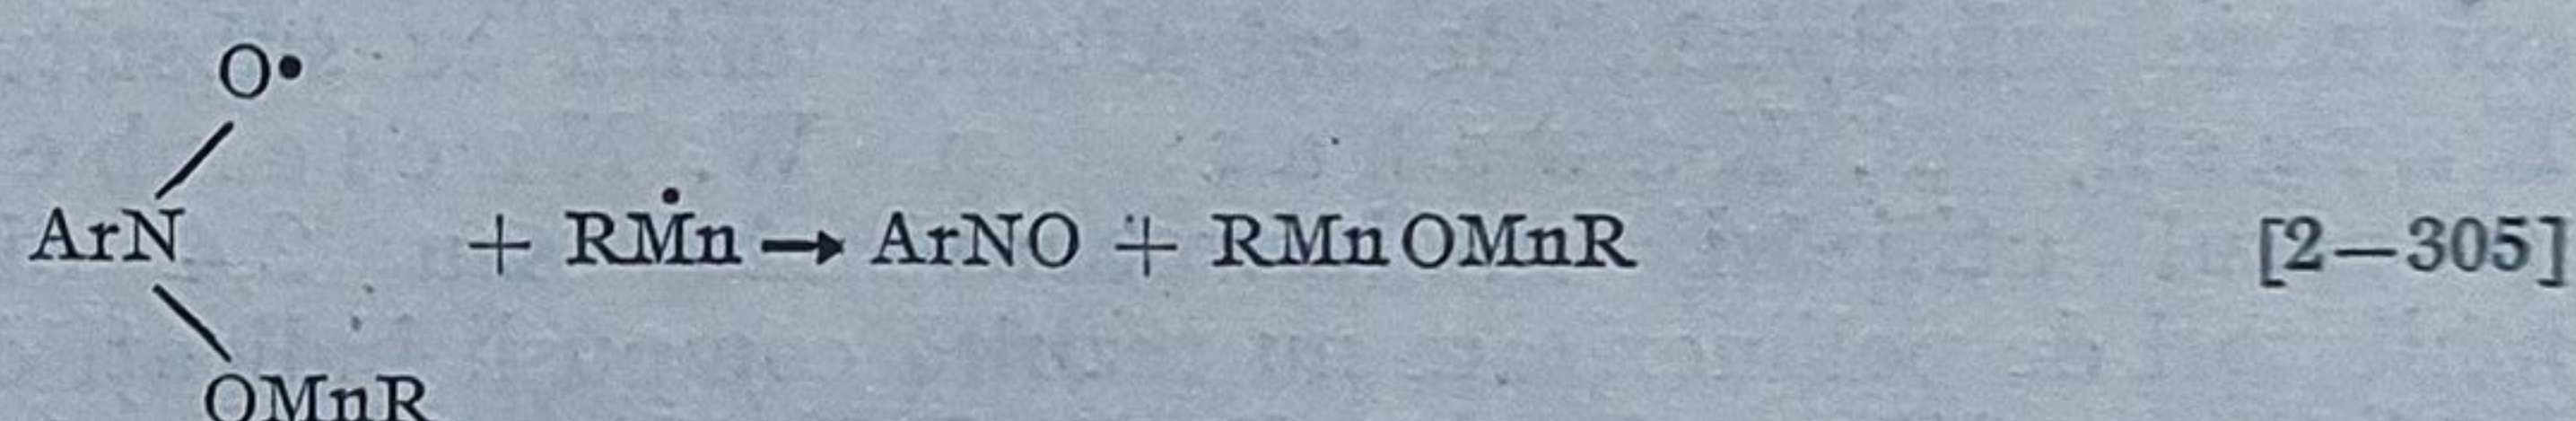 O•
ArN + RṀn → ArNO + RMnOMnR [2—305]
OMnR